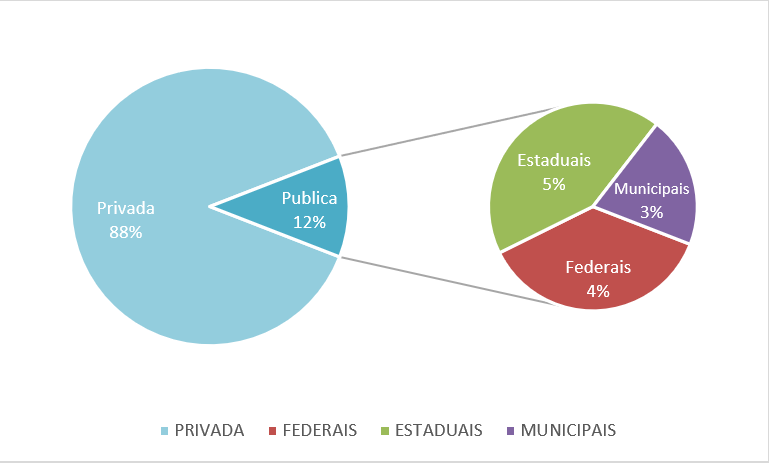 Privada
88%
Publica
12%
Estaduais
5%
Municipais
3%
Federais
4%
PRIVADA FEDERAIS ESTADUAIS MUNICIPAIS